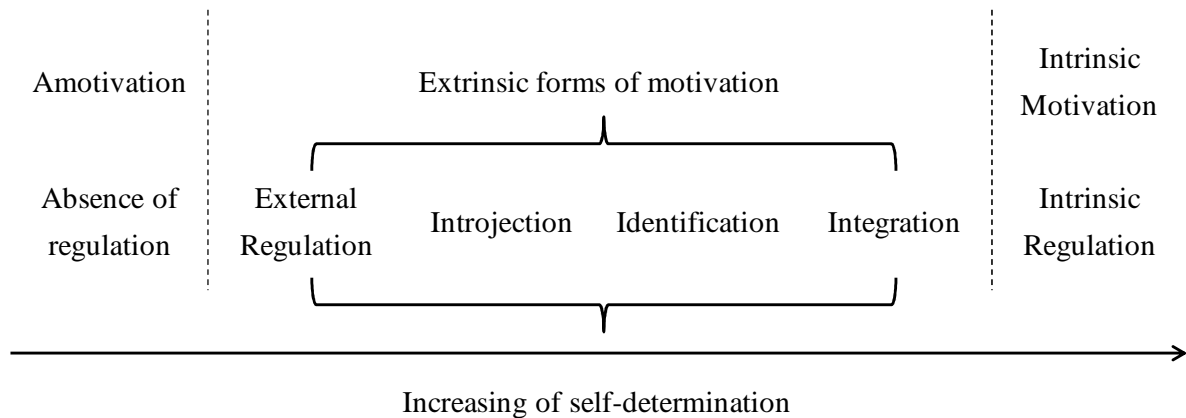 Amotivation
Extrinsic forms of motivation
Intrinsic
Motivation
Absence of
regulation
External
Regulation
Introjection
Identification
Integration
Intrinsic
Regulation
Increasing of self-determination